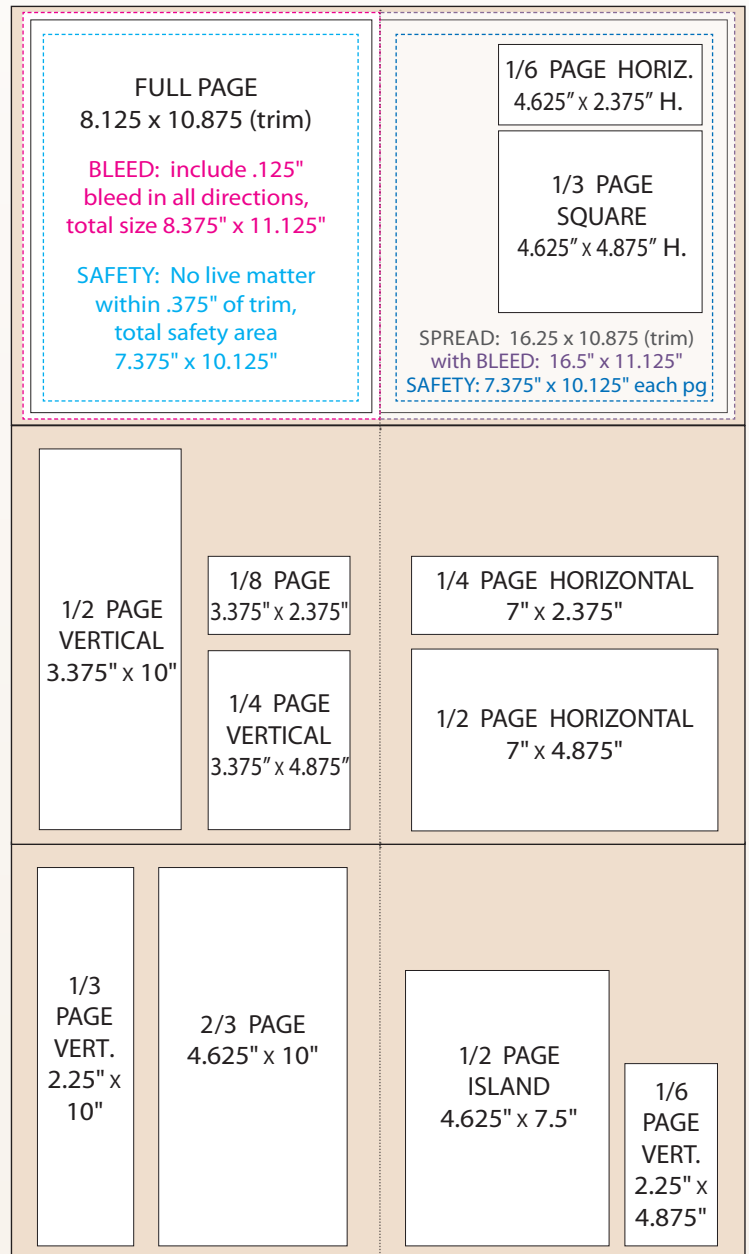 FULL PAGE
8.125 x 10.875 (trim)
BLEED: include .125"
bleed in all directions,
total size 8.375" x 11.125"
SAFETY: No live matter
within .375" of trim,
total safety area
7.375" x 10.125"
1/6 PAGE HORIZ.
4.625” x 2.375” H.
1/3 PAGE
SQUARE
4.625” x 4.875” H.
SPREAD: 16.25 x 10.875 (trim)
with BLEED: 16.5" x 11.125"
SAFETY: 7.375" x 10.125" each pg
1/2 PAGE
VERTICAL
3.375" x 10"
1/8 PAGE
3.375" x 2.375"
1/4 PAGE
VERTICAL
3.375” x 4.875”
1/4 PAGE HORIZONTAL
7" x 2.375"
1/2 PAGE HORIZONTAL
7" x 4.875"
1/3
PAGE
VERT.
2.25" x
10"
2/3 PAGE
4.625" x 10"
1/2 PAGE
ISLAND
4.625" x 7.5"
1/6
PAGE
VERT.
2.25" x
4.875"